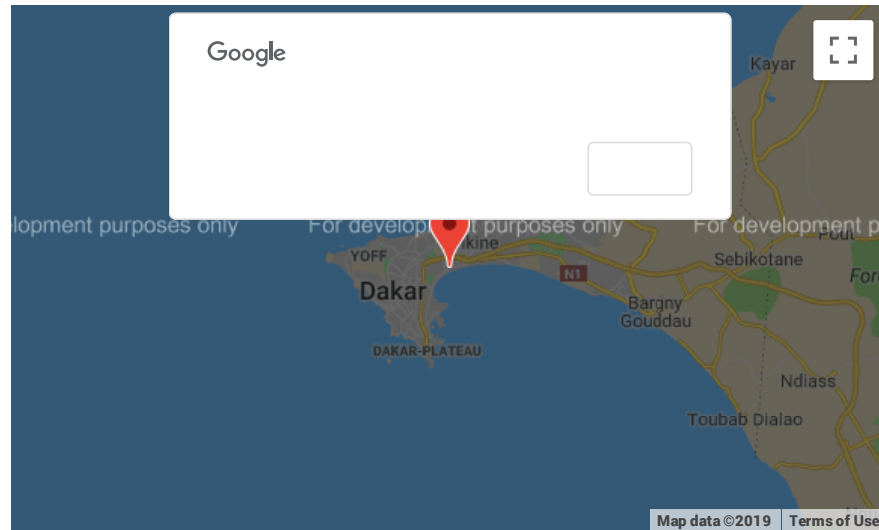 Google
Kayar
lopment purposes only
For development purposes only
For development p
Pout
kine
YOFF
Sebikotane
N1
For
Dakar
Bargny
Gouddau
DAKAR-PLATEAU
Ndiass
Toubab Dialao
Map data ©2019
Terms of Use